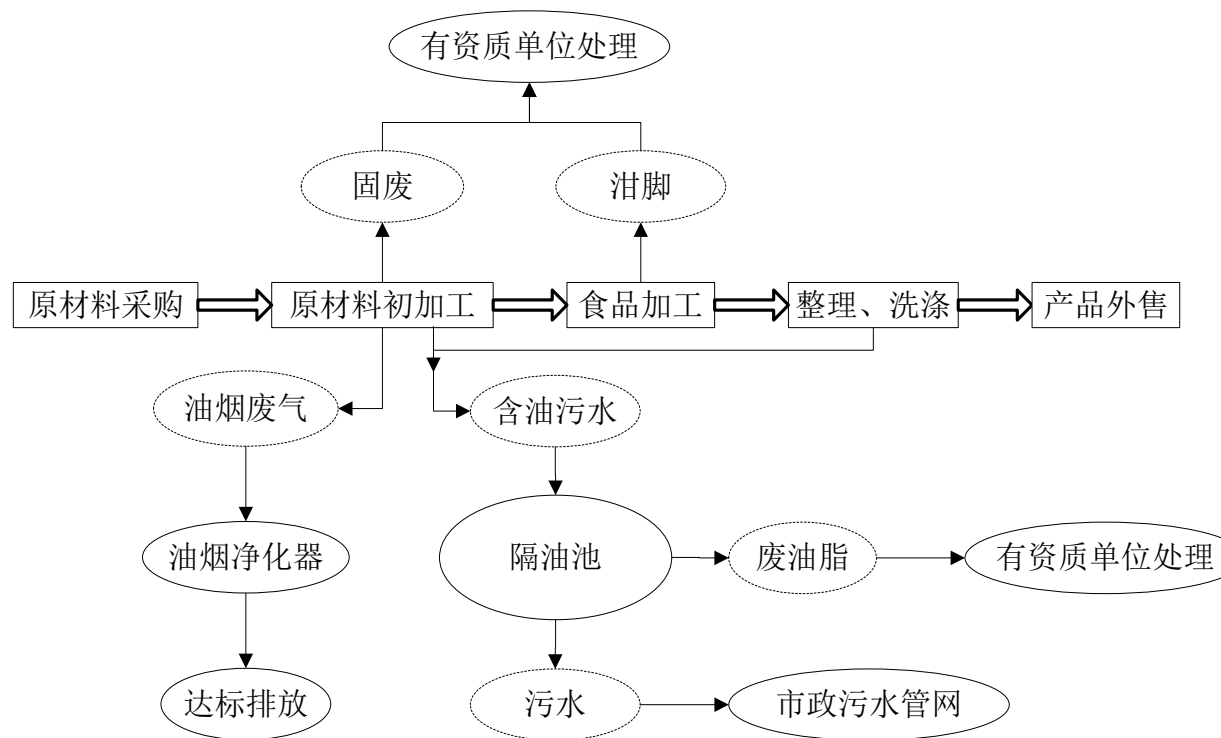 有资质单位处理
固废
泔脚
原材料采购
原材料初加工
食品加工
整理、洗涤
产品外售
油烟废气
含油污水
油烟净化器
隔油池
废油脂
有资质单位处理
达标排放
污水
市政污水管网